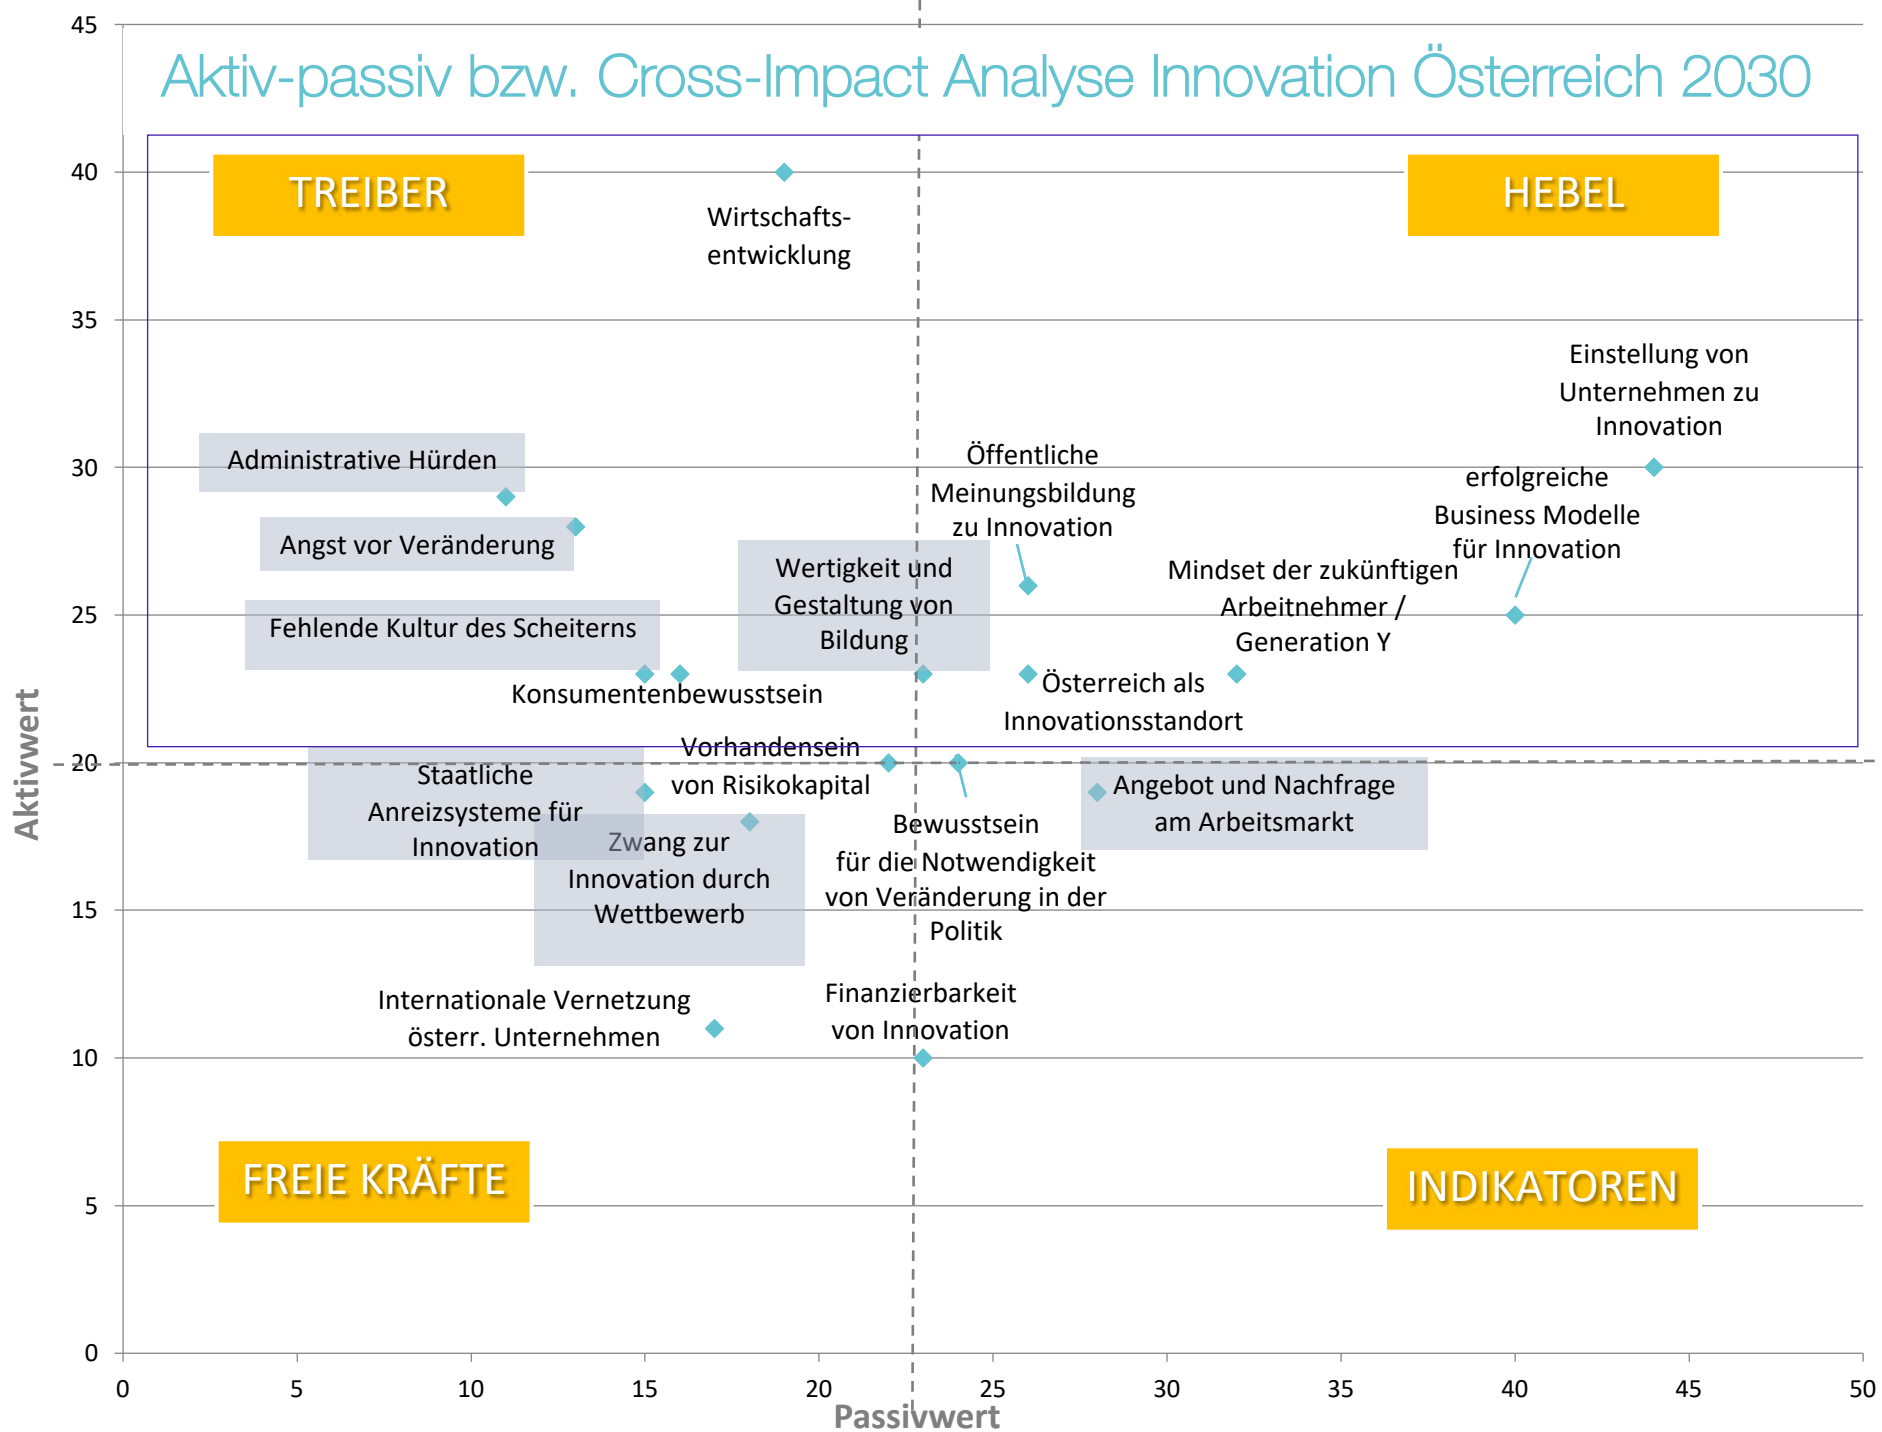 Aktiv-passiv bzw. Cross-Impact Analyse Innovation Österreich 2030
45
40
35
30
25
20
15
10
5
0
Aktivwert
TREIBER
HEBEL
Wirtschafts-
entwicklung
Einstellung von
Unternehmen zu
Innovation
Administrative Hürden
Öffentliche
Meinungsbildung
zu Innovation
erfolgreiche
Business Modelle
für Innovation
Angst vor Veränderung
Wertigkeit und
Gestaltung von
Bildung
Mindset der zukünftigen
Arbeitnehmer /
Generation Y
Fehlende Kultur des Scheiterns
Konsumentenbewusstsein
Österreich als
Innovationsstandort
Vorhandensein
von Risikokapital
Staatliche
Anreizsysteme für
Innovation
Angebot und Nachfrage
am Arbeitsmarkt
Zwang zur
Innovation durch
Wettbewerb
Bewusstsein
für die Notwendigkeit
von Veränderung in der
Politik
Internationale Vernetzung
österr. Unternehmen
Finanzierbarkeit
von Innovation
FREIE KRÄFTE
INDIKATOREN
0 5 10 15 20 25 30 35 40 45 50
Passivwert